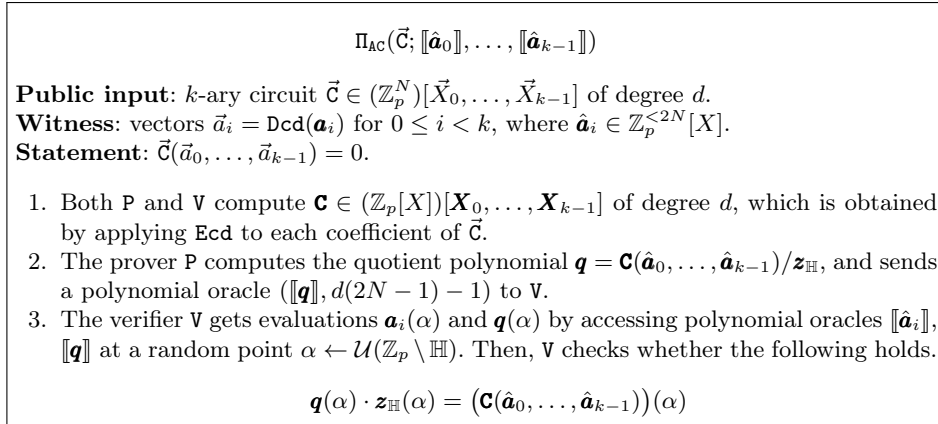 Π_AC(C⃗; ⟦â_0⟧, …, ⟦â_{k−1}⟧)
Public input: k-ary circuit C⃗ ∈ (ℤ_p^N)[X⃗_0, …, X⃗_{k−1}] of degree d.
Witness: vectors a⃗_i = Dcd(a_i) for 0 ≤ i < k, where â_i ∈ ℤ_p^{<2N}[X].
Statement: C⃗(a⃗_0, …, a⃗_{k−1}) = 0.
1. Both P and V compute C ∈ (ℤ_p[X])[X_0, …, X_{k−1}] of degree d, which is obtained
by applying Ecd to each coefficient of C⃗.
2. The prover P computes the quotient polynomial q = C(â_0, …, â_{k−1})/z_ℍ, and sends
a polynomial oracle (⟦q⟧, d(2N − 1) − 1) to V.
3. The verifier V gets evaluations a_i(α) and q(α) by accessing polynomial oracles ⟦â_i⟧,
⟦q⟧ at a random point α ← 𝒰(ℤ_p \ ℍ). Then, V checks whether the following holds.
q(α) · z_ℍ(α) = (C(â_0, …, â_{k−1}))(α)